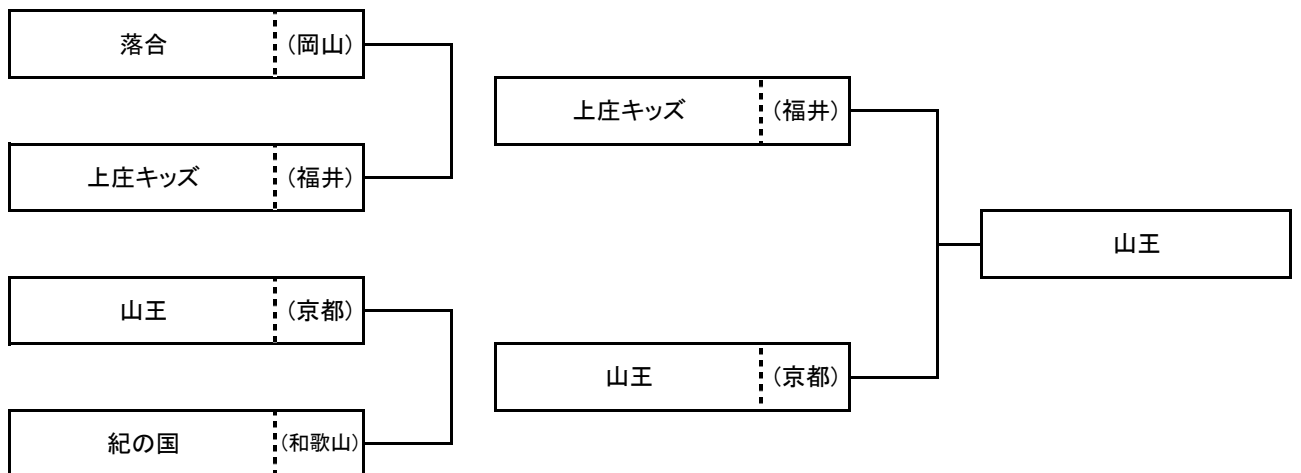 落合 (岡山)
上庄キッズ (福井)
上庄キッズ (福井)
山王
山王 (京都)
山王 (京都)
紀の国 (和歌山)